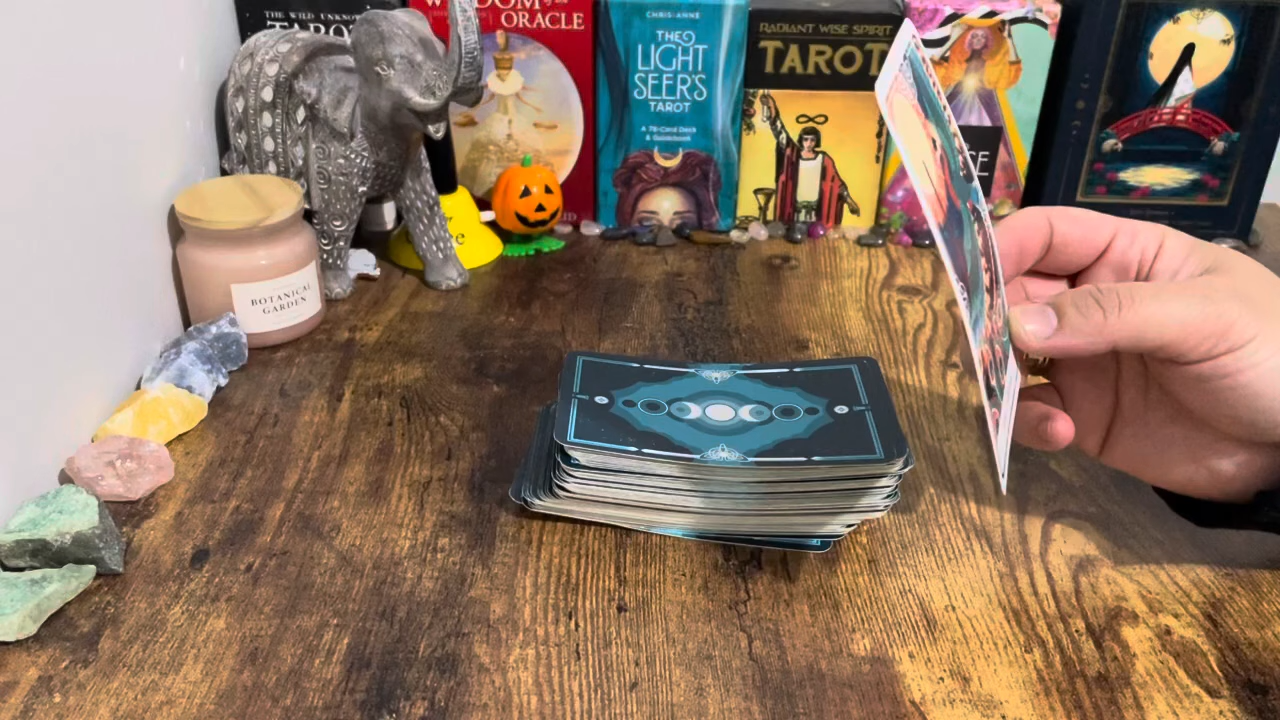 THE WILD UNKNOWN
TAROT
WISDOM of the
ORACLE
CHRIS-ANNE
THE
LIGHT
SEER'S
TAROT
A 78-Card Deck
& Guidebook
RADIANT WISE SPIRIT
TAROT
BOTANICAL
GARDEN